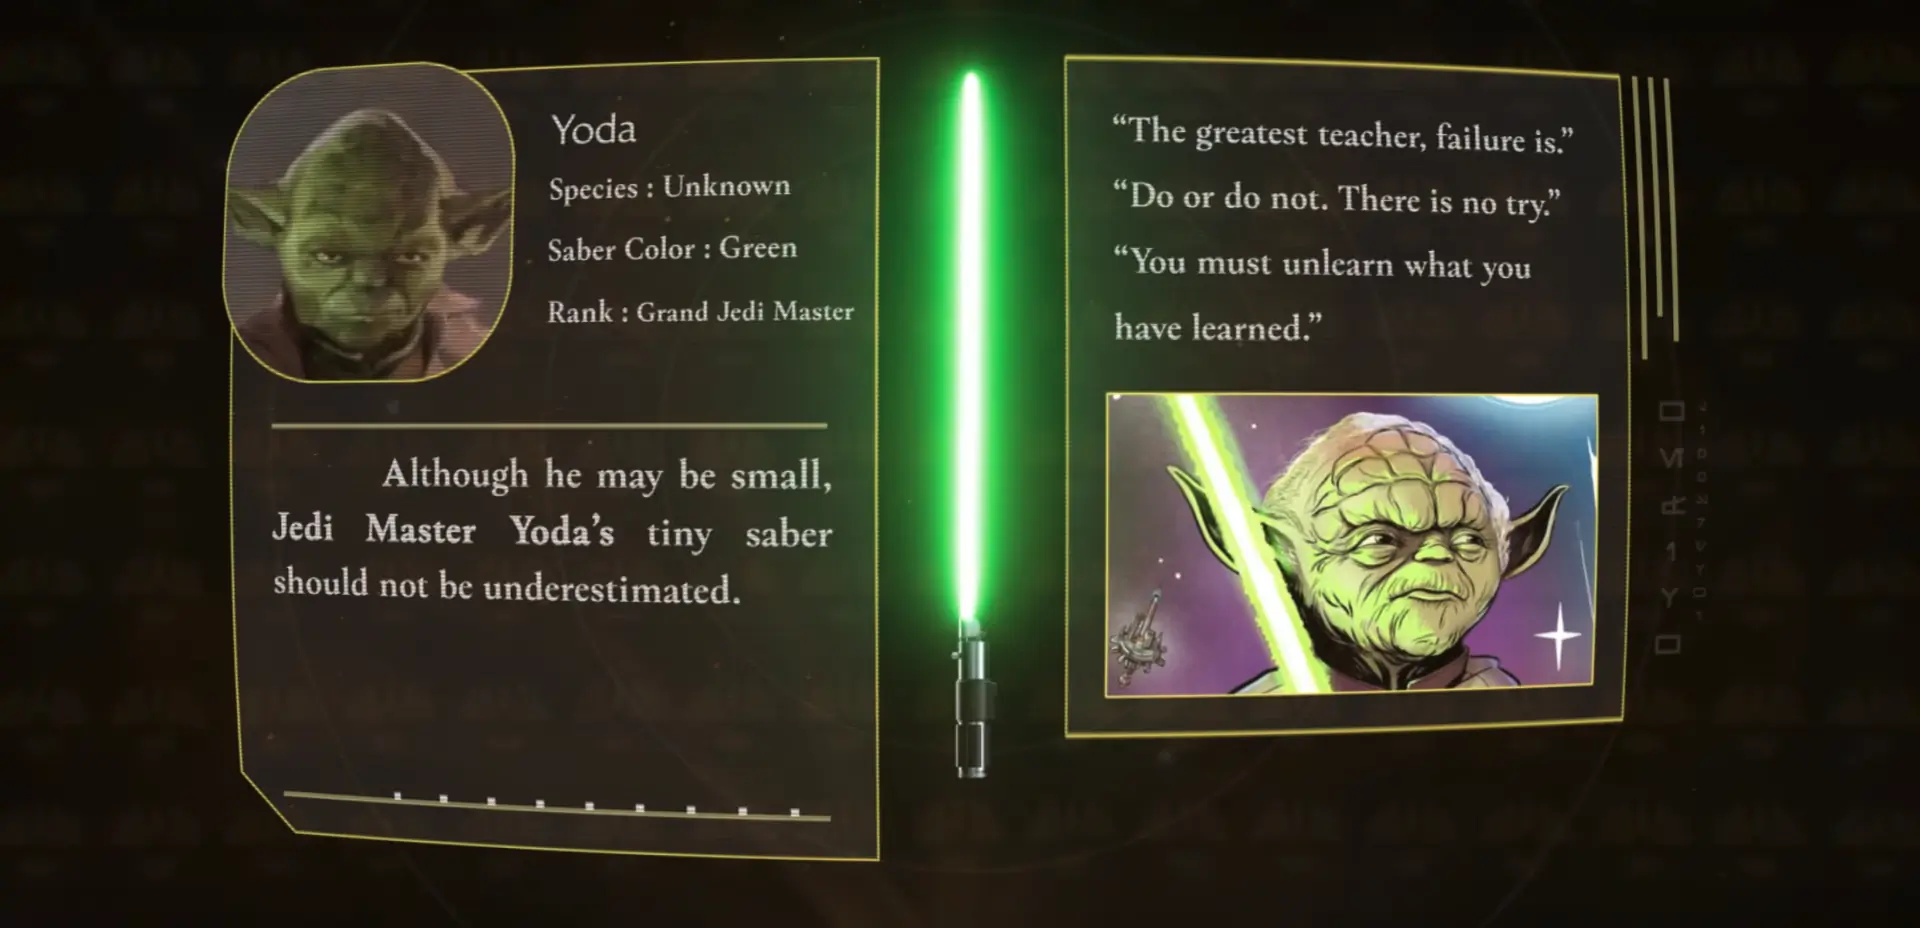 Yoda
Species : Unknown
Saber Color : Green
Rank : Grand Jedi Master
Although he may be small,
Jedi Master Yoda’s tiny saber
should not be underestimated.
“The greatest teacher, failure is.”
“Do or do not. There is no try.”
“You must unlearn what you
have learned.”